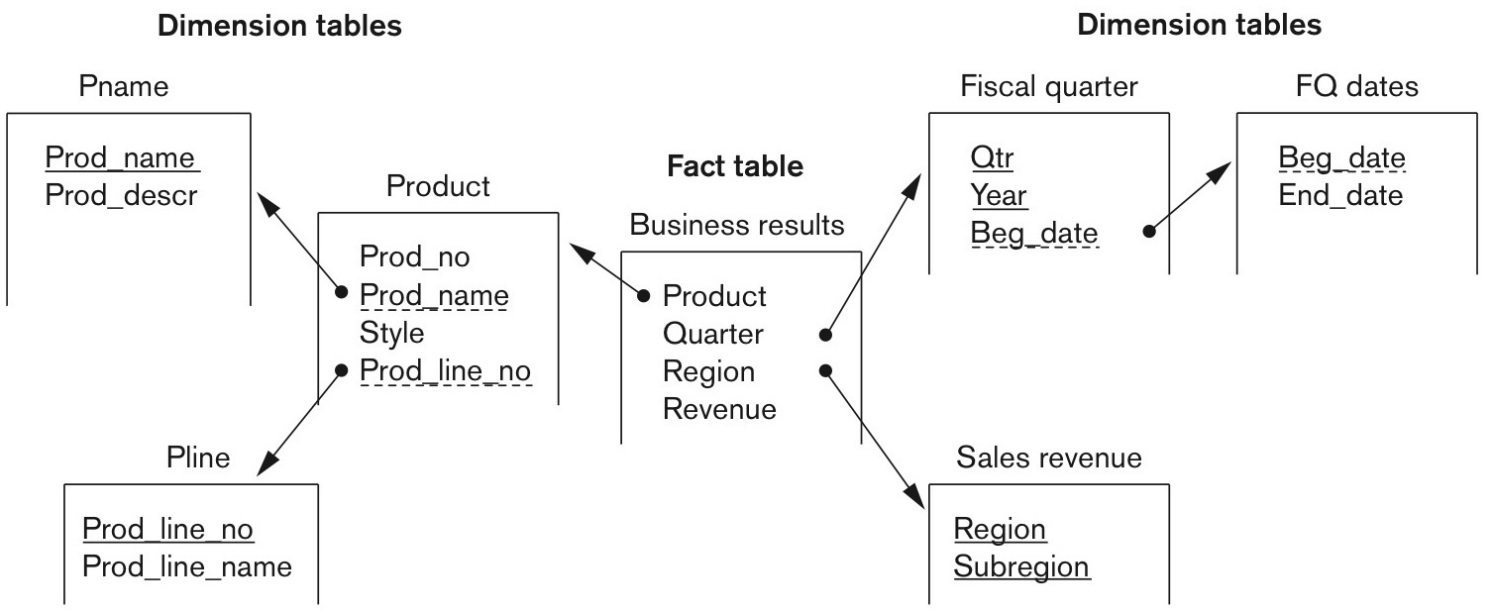 Dimension tables
Pname
Prod_name
Prod_descr
Product
Prod_no
Prod_name
Style
Prod_line_no
Pline
Prod_line_no
Prod_line_name
Fact table
Business results
Product
Quarter
Region
Revenue
Dimension tables
Fiscal quarter
Qtr
Year
Beg_date
FQ dates
Beg_date
End_date
Sales revenue
Region
Subregion